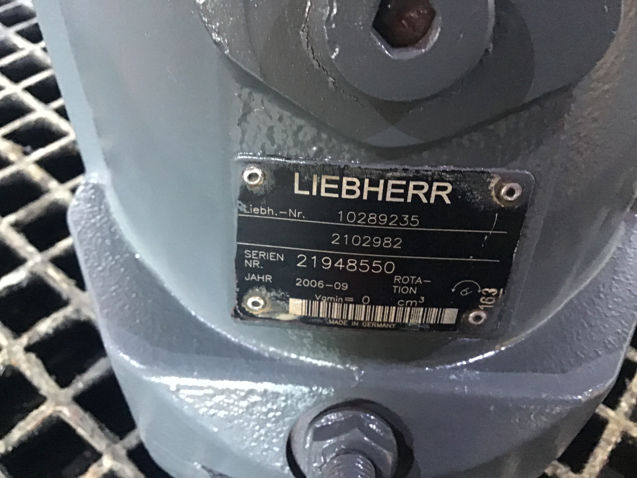 LIEBHERR
Liebh.-Nr. 10289235
2102982
SERIEN NR. 21948550
JAHR 2006-09 ROTA-TION
Vgmin= 0 cm³
163
MADE IN GERMANY